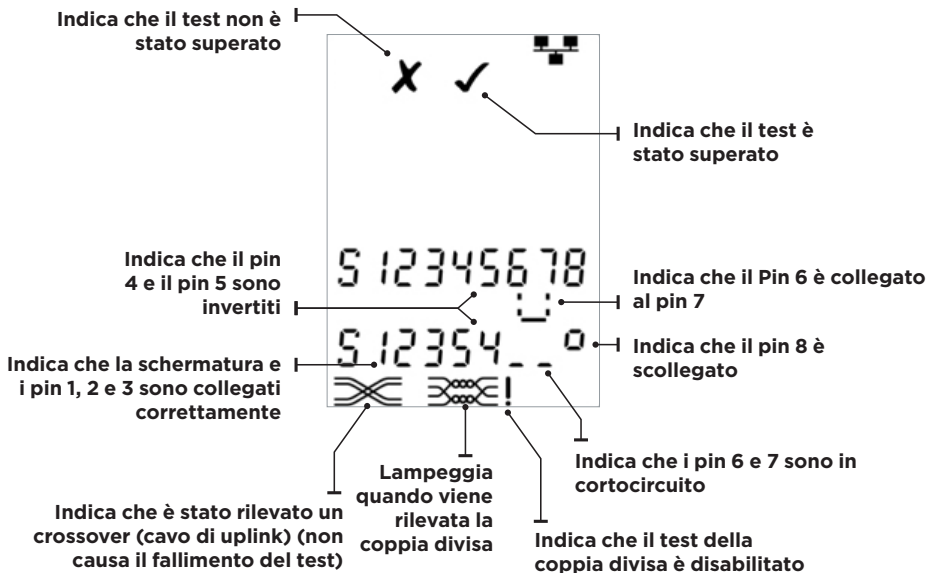 Indica che il test non è
stato superato
Indica che il test è
stato superato
Indica che il pin
4 e il pin 5 sono
invertiti
S12345678
Indica che il Pin 6 è collegato
al pin 7
S12354_ _ o
Indica che il pin 8 è
scollegato
Indica che la schermatura e
i pin 1, 2 e 3 sono collegati
correttamente
!
Indica che i pin 6 e 7 sono in
cortocircuito
Lampeggia
quando viene
rilevata la
coppia divisa
Indica che è stato rilevato un
crossover (cavo di uplink) (non
causa il fallimento del test)
Indica che il test della
coppia divisa è disabilitato